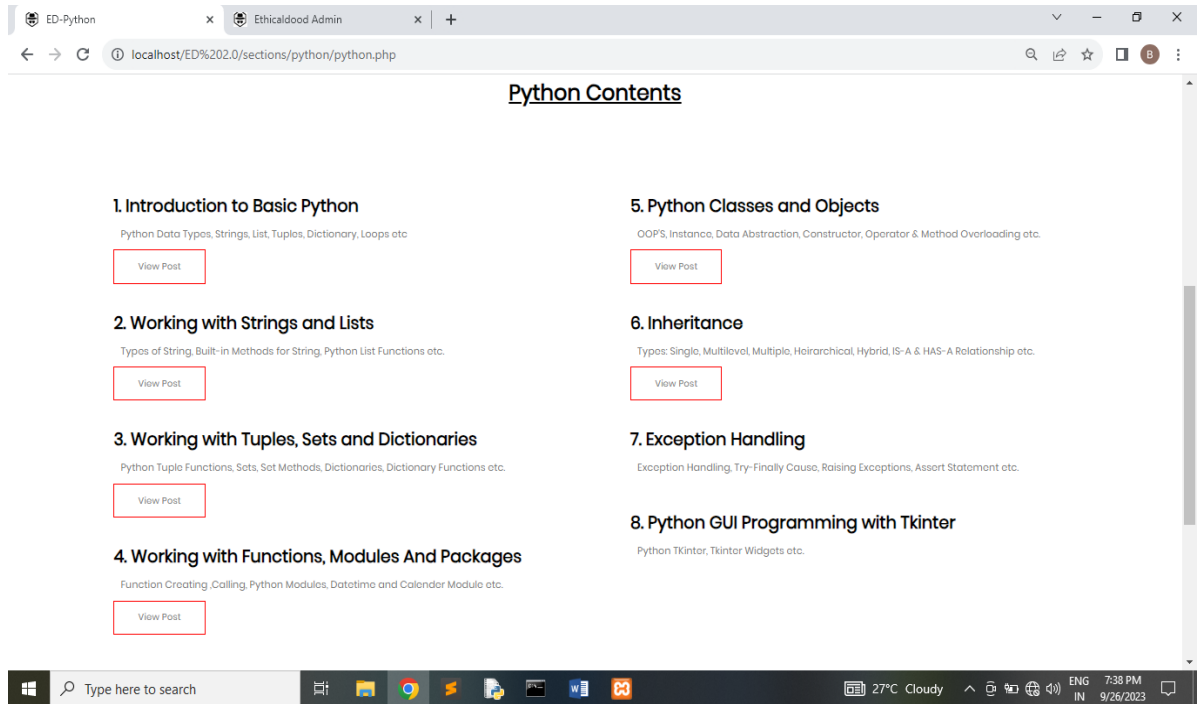 ED-Python
Ethicaldood Admin
localhost/ED%202.0/sections/python/python.php
B
Python Contents
1. Introduction to Basic Python
Python Data Types, Strings, List, Tuples, Dictionary, Loops etc
View Post
2. Working with Strings and Lists
Types of String, Built-in Methods for String, Python List Functions etc.
View Post
3. Working with Tuples, Sets and Dictionaries
Python Tuple Functions, Sets, Set Methods, Dictionaries, Dictionary Functions etc.
View Post
4. Working with Functions, Modules And Packages
Function Creating ,Calling, Python Modules, Datetime and Calender Module etc.
View Post
5. Python Classes and Objects
OOP'S, Instance, Data Abstraction, Constructor, Operator & Method Overloading etc.
View Post
6. Inheritance
Types: Single, Multilevel, Multiple, Heirarchical, Hybrid, IS-A & HAS-A Relationship etc.
View Post
7. Exception Handling
Exception Handling, Try-Finally Cause, Raising Exceptions, Assert Statement etc.
8. Python GUI Programming with Tkinter
Python TKinter, Tkinter Widgets etc.
Type here to search
27°C Cloudy
ENG
IN
7:38 PM
9/26/2023